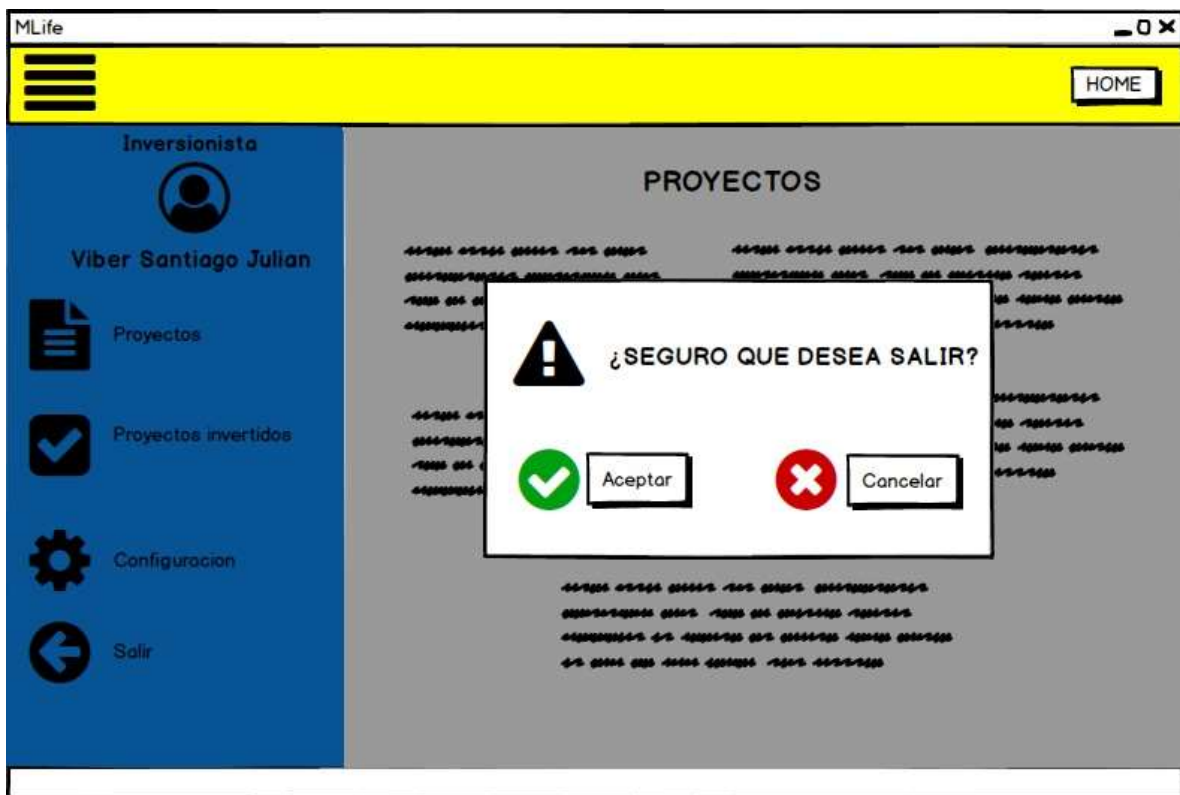 MLife
HOME
Inversionista
Viber Santiago Julian
Proyectos
Proyectos invertidos
Configuracion
Salir
PROYECTOS
¿SEGURO QUE DESEA SALIR?
Aceptar
Cancelar